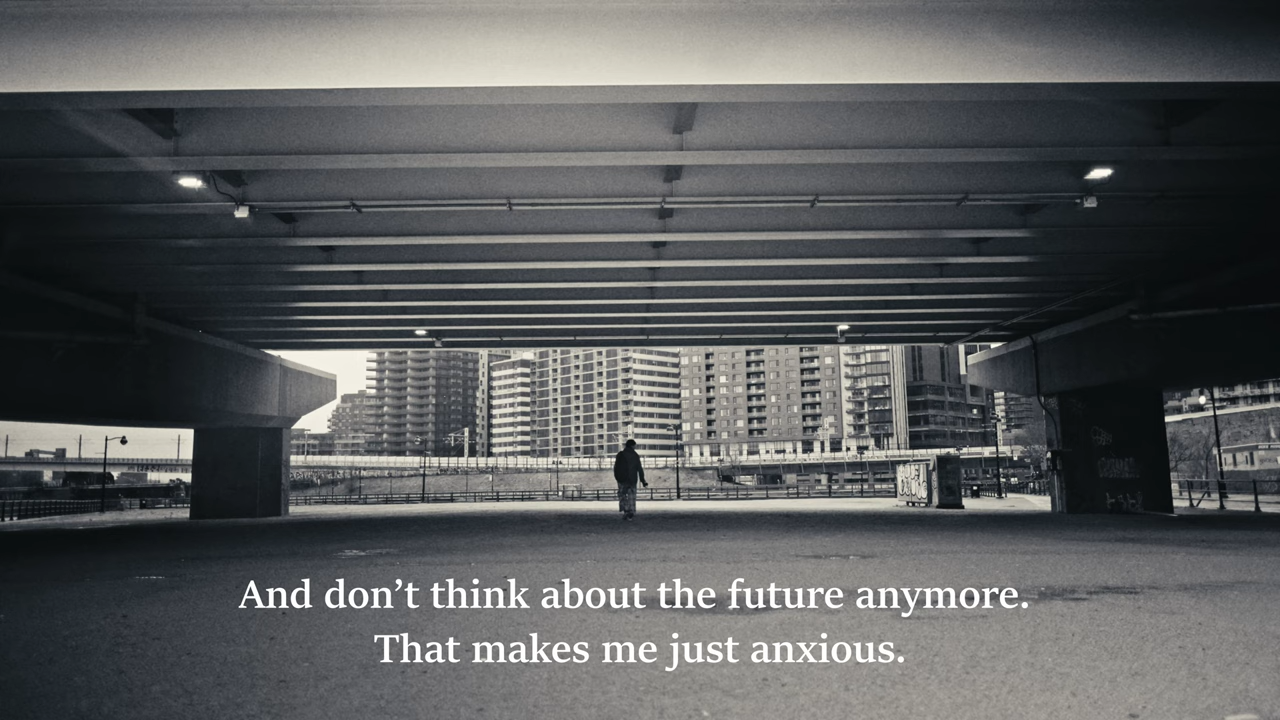 And don’t think about the future anymore.
That makes me just anxious.